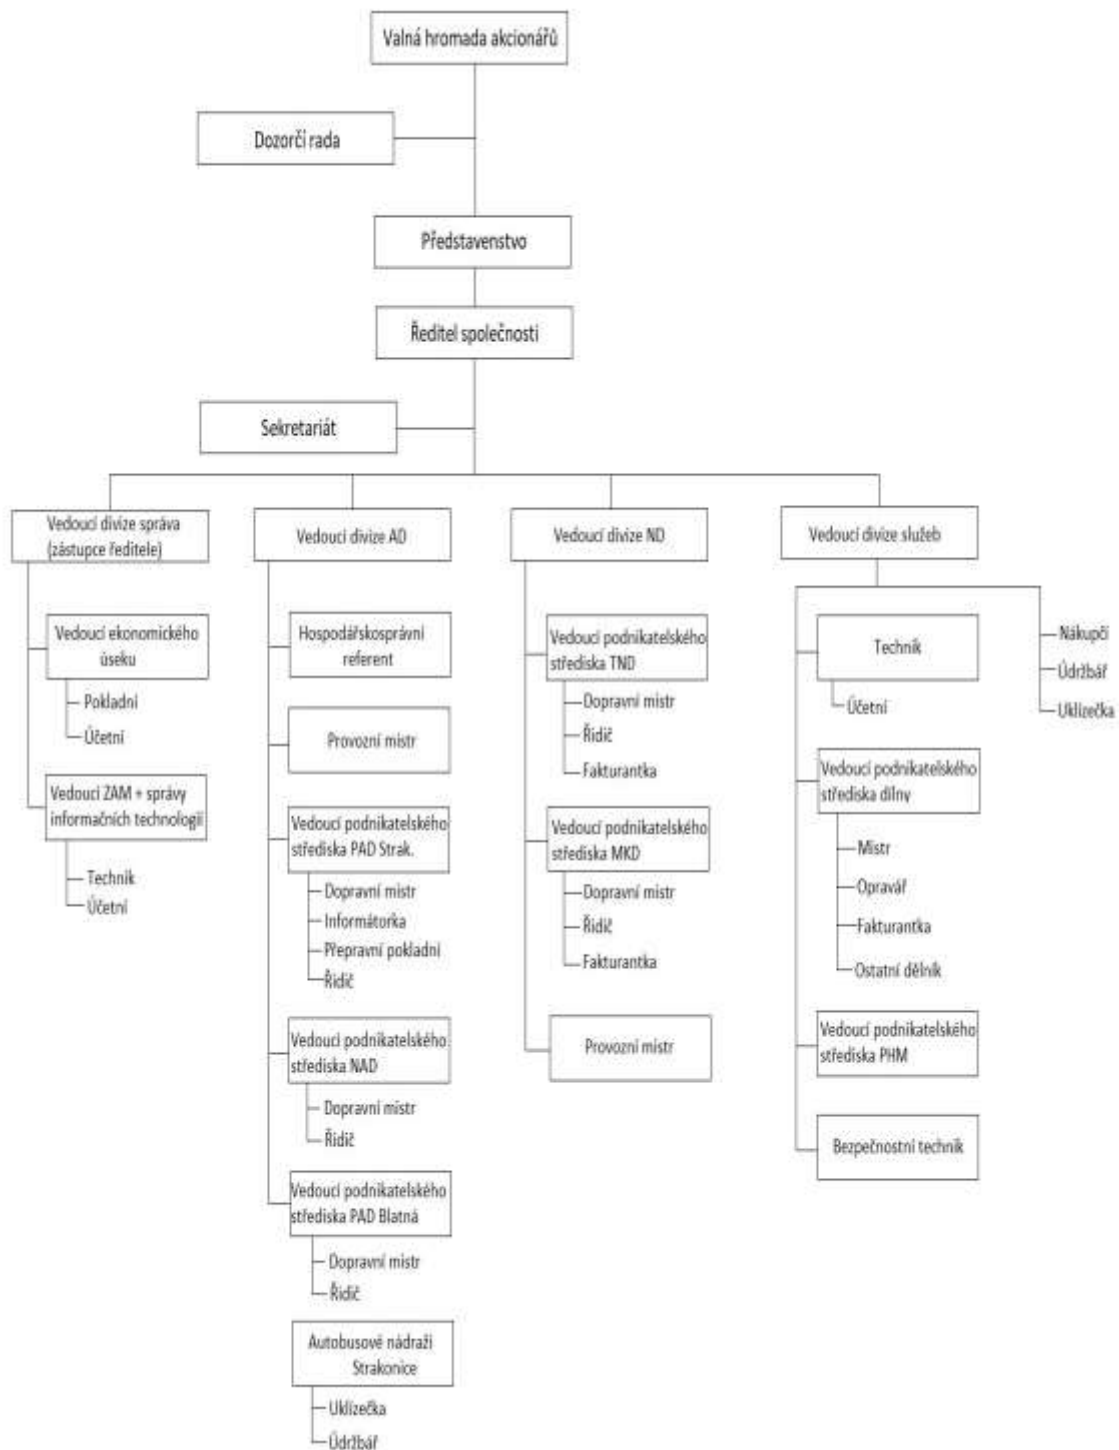 Valná hromada akcionářů
Dozorčí rada
Představenstvo
Ředitel společnosti
Sekretariát
Vedoucí divize správa
(zástupce ředitele)
Vedoucí ekonomického
úseku
Pokladní
Účetní
Vedoucí ZAM + správy
informačních technologií
Technik
Účetní
Vedoucí divize AD
Hospodářskosprávní
referent
Provozní mistr
Vedoucí podnikatelského
střediska PAD Strak.
Dopravní mistr
Informátorka
Přepravní pokladní
Řidič
Vedoucí podnikatelského
střediska NAD
Dopravní mistr
Řidič
Vedoucí podnikatelského
střediska PAD Blatná
Dopravní mistr
Řidič
Autobusové nádraží
Strakonice
Uklízečka
Údržbář
Vedoucí divize ND
Vedoucí podnikatelského
střediska TND
Dopravní mistr
Řidič
Fakturantka
Vedoucí podnikatelského
střediska MKD
Dopravní mistr
Řidič
Fakturantka
Provozní mistr
Vedoucí divize služeb
Technik
Účetní
Vedoucí podnikatelského
střediska dílny
Mistr
Opravář
Fakturantka
Ostatní dělník
Vedoucí podnikatelského
střediska PHM
Bezpečnostní technik
Nákupčí
Údržbář
Uklízečka